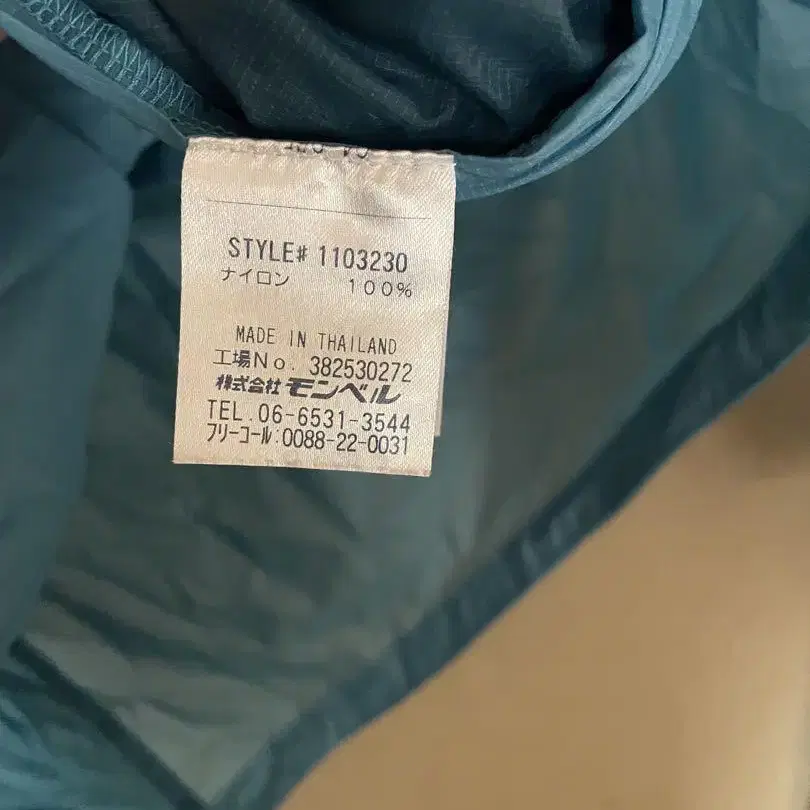 STYLE# 1103230
ナイロン 100%
MADE IN THAILAND
工場No. 382530272
株式会社 モンベル
TEL. 06-6531-3544
フリーコール:0088-22-0031